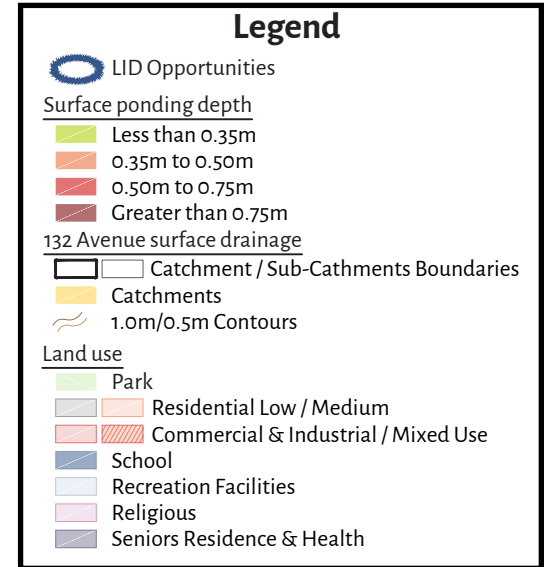 Legend
LID Opportunities
Surface ponding depth
Less than 0.35m
0.35m to 0.50m
0.50m to 0.75m
Greater than 0.75m
132 Avenue surface drainage
Catchment / Sub-Cathments Boundaries
Catchments
1.0m/0.5m Contours
Land use
Park
Residential Low / Medium
Commercial & Industrial / Mixed Use
School
Recreation Facilities
Religious
Seniors Residence & Health